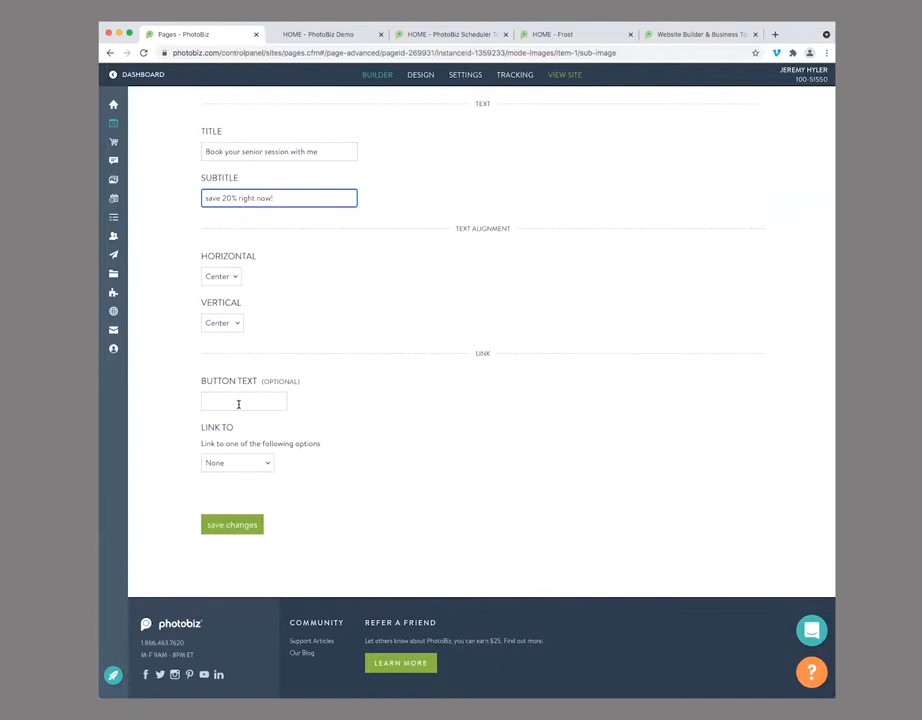 Pages - PhotoBiz
HOME - PhotoBiz Demo
HOME - PhotoBiz Scheduler
HOME - Frost
Website Builder & Business
photobiz.com/controlpanel/sites/pages.cfm#/page-advanced/pageid-269931/instanceid-1359233/mode-images/item-1/sub-image
DASHBOARD
BUILDER
DESIGN
SETTINGS
TRACKING
VIEW SITE
JEREMY HYLER
100-51550
TEXT
TITLE
Book your senior session with me
SUBTITLE
save 20% right now!
TEXT ALIGNMENT
HORIZONTAL
Center
VERTICAL
Center
LINK
BUTTON TEXT (OPTIONAL)
LINK TO
Link to one of the following options
None
save changes
photobiz
1.866.463.7620
M-F 9AM - 8PM ET
COMMUNITY
Support Articles
Our Blog
REFER A FRIEND
Let others know about PhotoBiz, you can earn $25. Find out more.
LEARN MORE